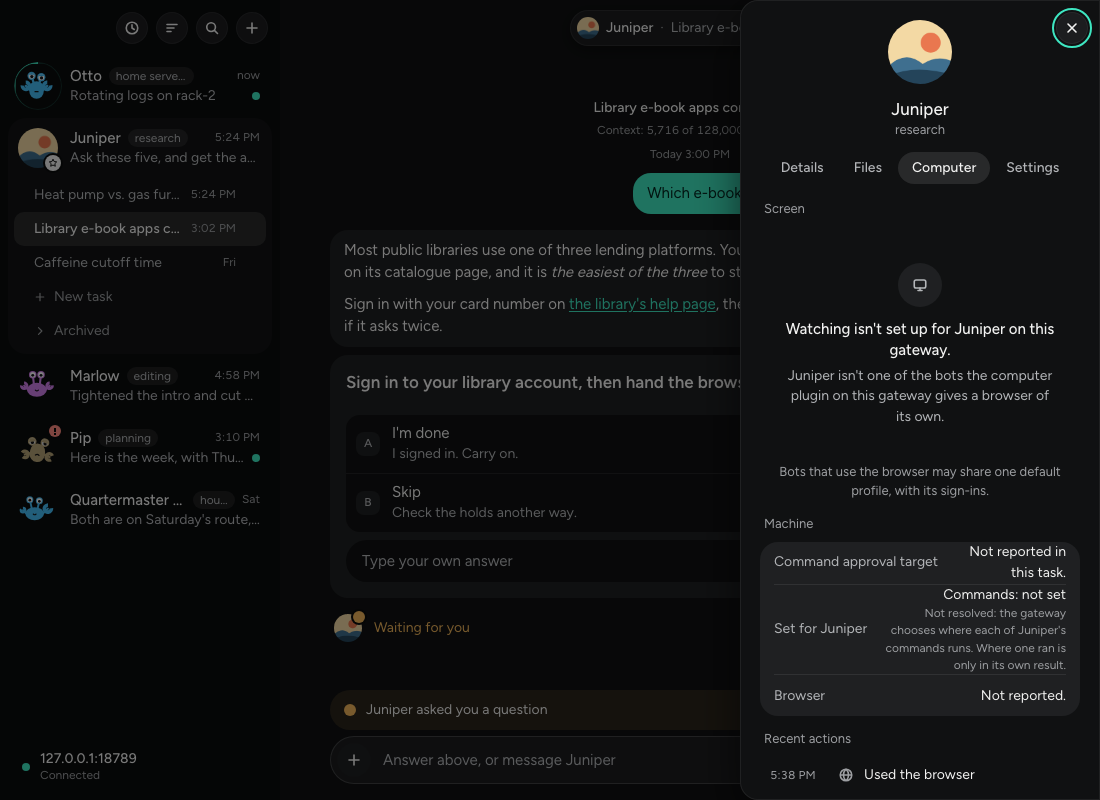 Otto home serve... now
Rotating logs on rack-2
Juniper research 5:24 PM
Ask these five, and get the a...
Heat pump vs. gas fur... 5:24 PM
Library e-book apps c... 3:02 PM
Caffeine cutoff time Fri
New task
Archived
Marlow editing 4:58 PM
Tightened the intro and cut ...
Pip planning 3:10 PM
Here is the week, with Thu...
Quartermaster ... hou... Sat
Both are on Saturday's route,...
127.0.0.1:18789
Connected
Juniper · Library e-b
Library e-book apps co
Context: 5,716 of 128,000
Today 3:00 PM
Which e-book
Most public libraries use one of three lending platforms. You
on its catalogue page, and it is the easiest of the three to st
Sign in with your card number on the library's help page, the
if it asks twice.
Sign in to your library account, then hand the brows
A I'm done
I signed in. Carry on.
B Skip
Check the holds another way.
Type your own answer
Waiting for you
Juniper asked you a question
Answer above, or message Juniper
Juniper
research
Details Files Computer Settings
Screen
Watching isn't set up for Juniper on this
gateway.
Juniper isn't one of the bots the computer
plugin on this gateway gives a browser of
its own.
Bots that use the browser may share one default
profile, with its sign-ins.
Machine
Command approval target Not reported in
this task.
Set for Juniper Commands: not set
Not resolved: the gateway
chooses where each of Juniper's
commands runs. Where one ran is
only in its own result.
Browser Not reported.
Recent actions
5:38 PM Used the browser